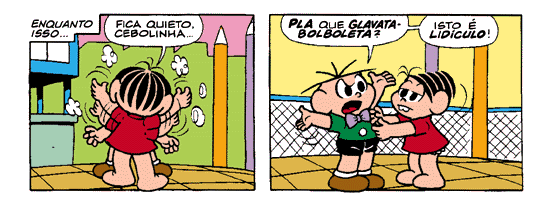 ENQUANTO
ISSO...
FICA QUIETO,
CEBOLINHA...
PLA QUE GLAVATA-
BOLBOLETA?
ISTO É
LIDÍCULO!